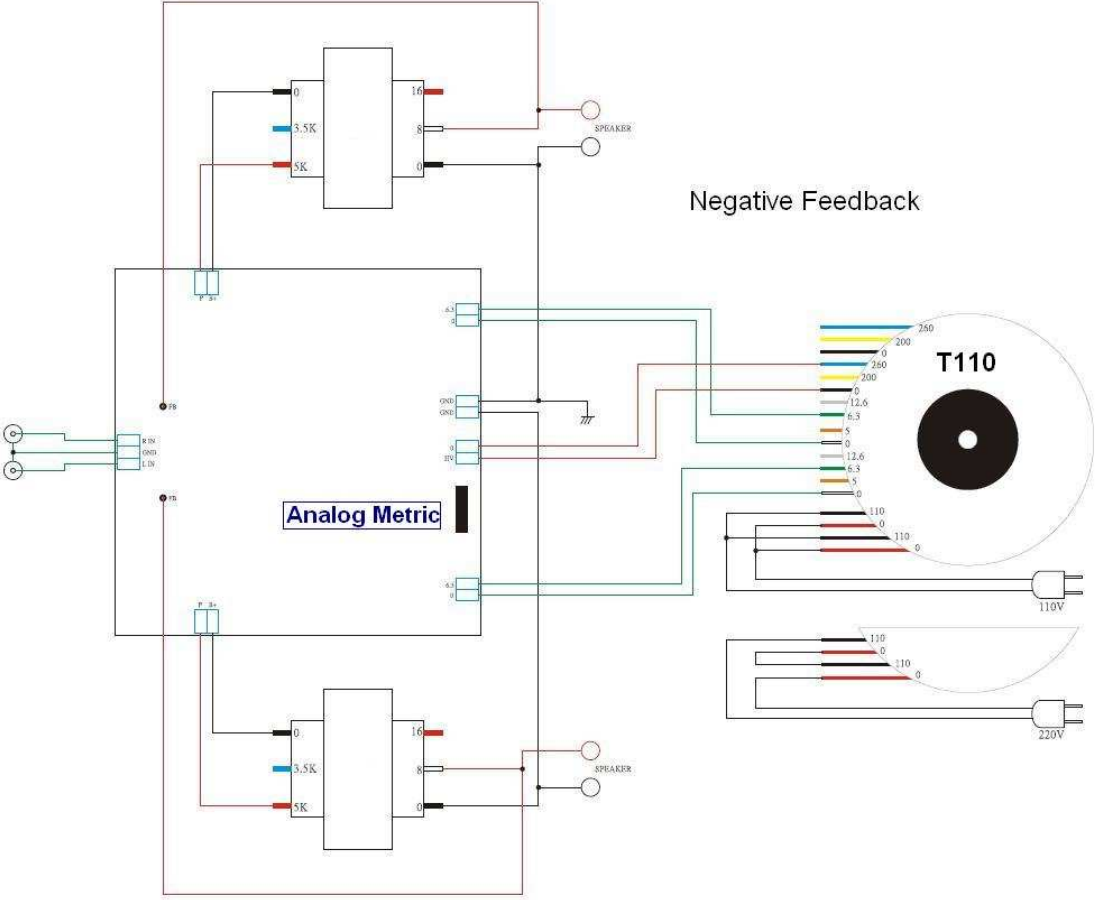 0
3.5K
5K
16
8
0
SPEAKER
Negative Feedback
P B+
6.3
0
GND
GND
0
HV
FB
R IN
GND
L IN
FB
Analog Metric
6.3
0
P B+
T110
260
200
0
260
200
0
12.6
6.3
5
0
12.6
6.3
5
0
110
0
110
0
110V
110
0
110
0
220V
0
3.5K
5K
16
8
0
SPEAKER